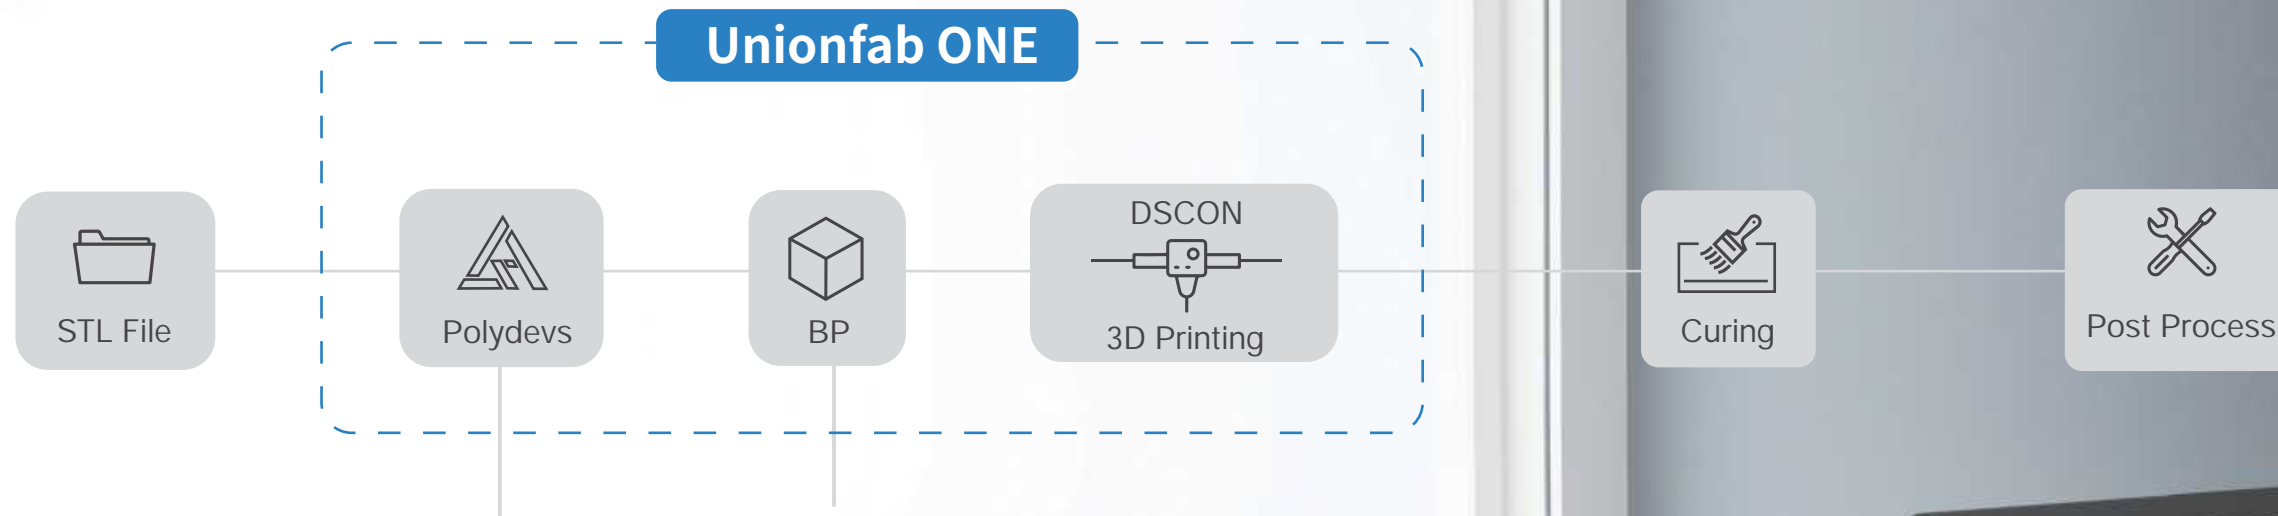 Unionfab ONE
STL File
Polydevs
BP
DSCON
3D Printing
Curing
Post Process